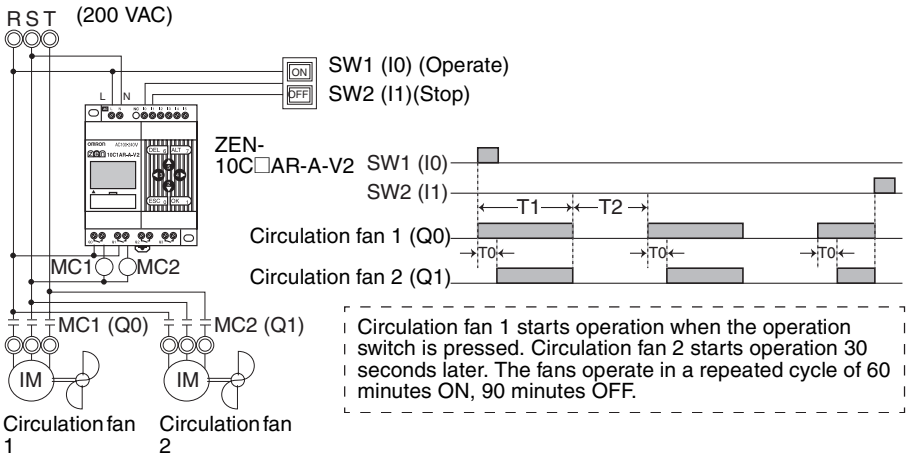 R S T (200 VAC)
ON SW1 (I0) (Operate)
OFF SW2 (I1)(Stop)
L N
omron AC100-240V
ZEN 10C1AR-A-V2
DEL ALT
ESC OK
ZEN-
10C□AR-A-V2
SW1 (I0)
SW2 (I1)
T1 T2
Circulation fan 1 (Q0)
T0 T0 T0
Circulation fan 2 (Q1)
MC1 MC2
MC1 (Q0) MC2 (Q1)
IM IM
Circulation fan
1
Circulation fan
2
Circulation fan 1 starts operation when the operation
switch is pressed. Circulation fan 2 starts operation 30
seconds later. The fans operate in a repeated cycle of 60
minutes ON, 90 minutes OFF.